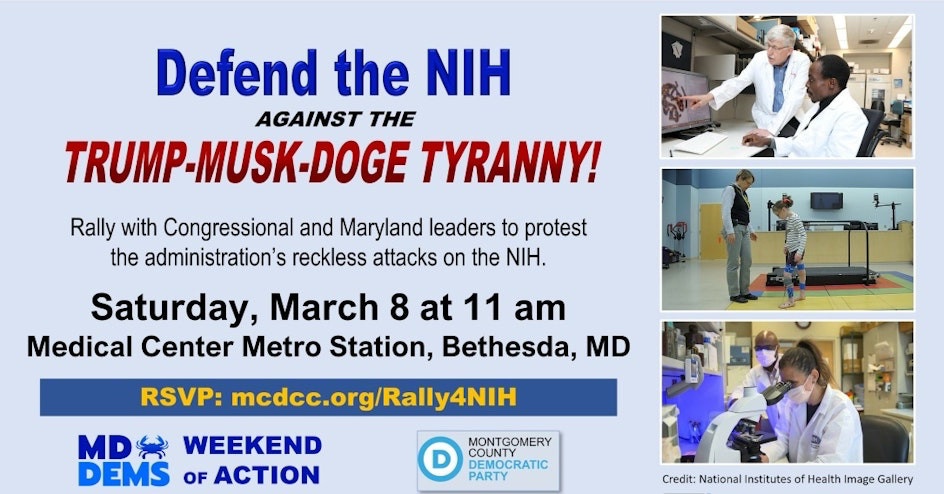 Defend the NIH
AGAINST THE
TRUMP-MUSK-DOGE TYRANNY!
Rally with Congressional and Maryland leaders to protest
the administration's reckless attacks on the NIH.
Saturday, March 8 at 11 am
Medical Center Metro Station, Bethesda, MD
RSVP: mcdcc.org/Rally4NIH
MD
DEMS
WEEKEND
OF ACTION
D
MONTGOMERY
COUNTY
DEMOCRATIC
PARTY
Credit: National Institutes of Health Image Gallery